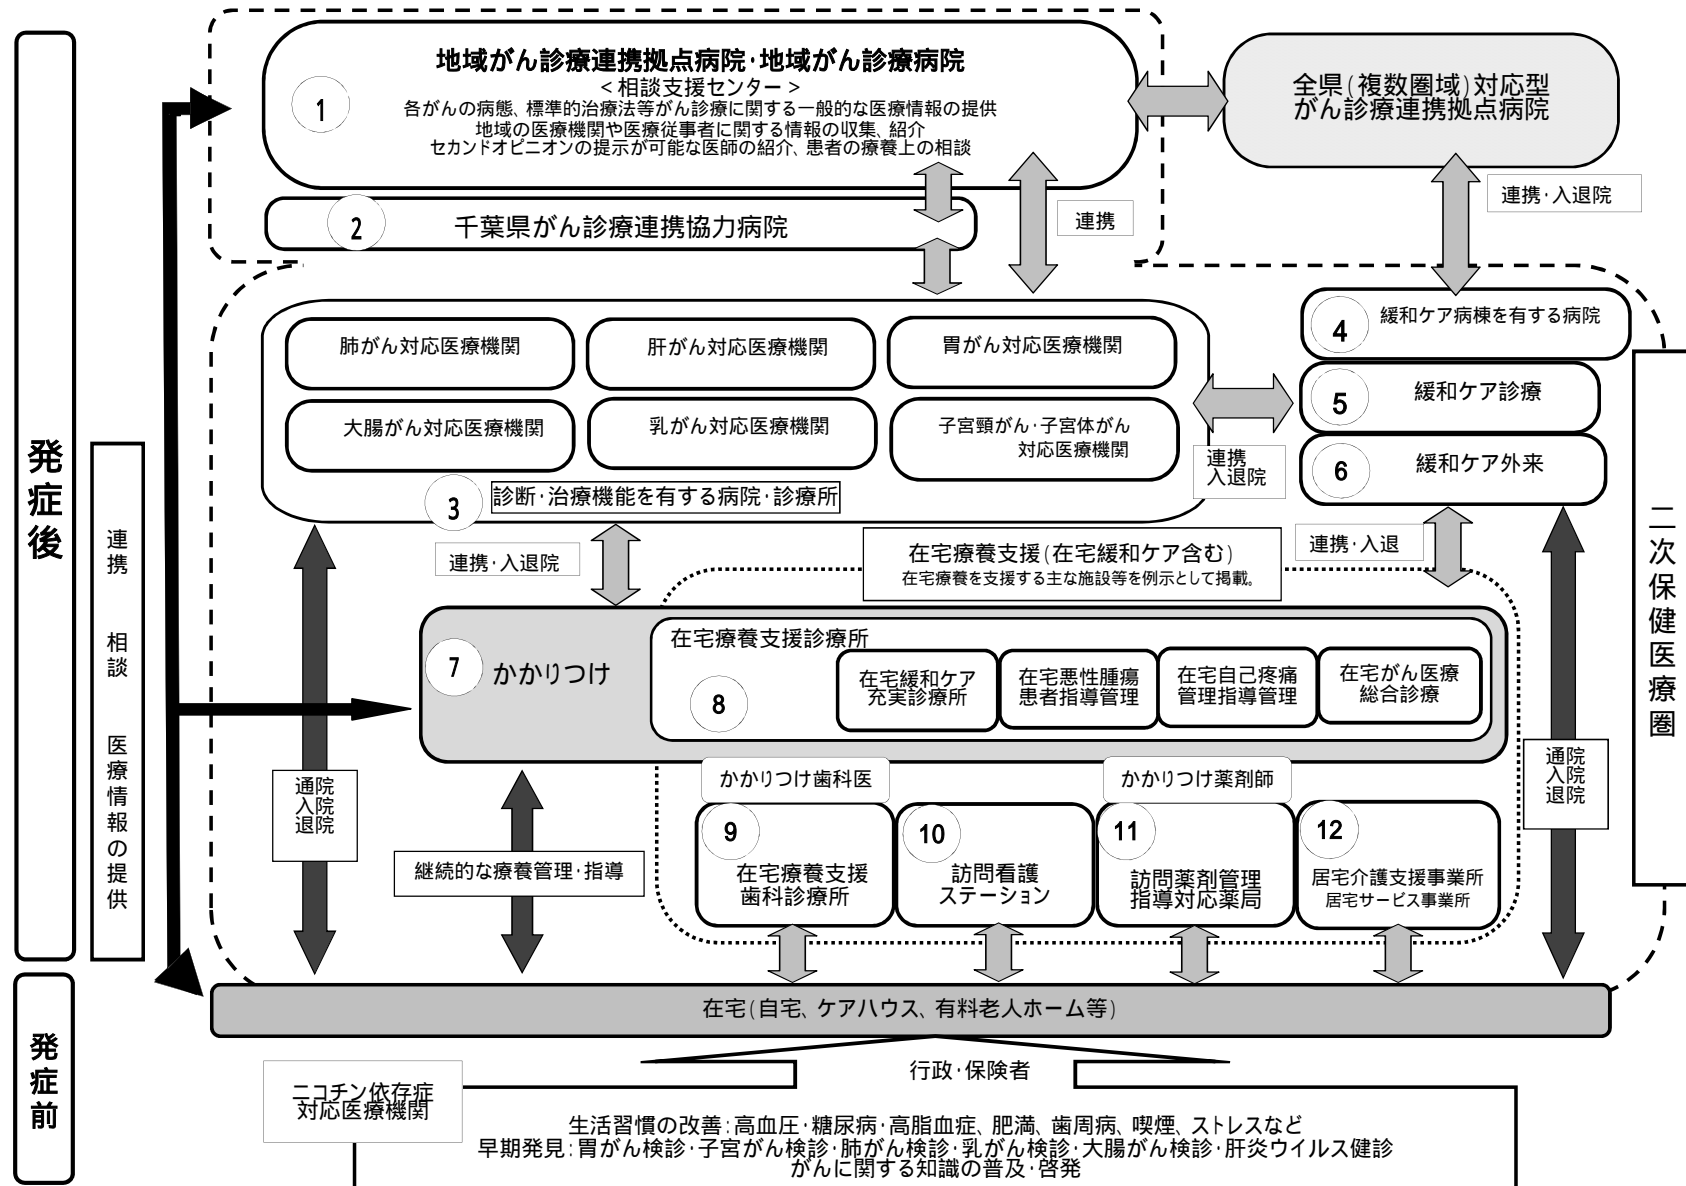 地域がん診療連携拠点病院･地域がん診療病院
＜相談支援センター＞
各がんの病態、標準的治療法等がん診療に関する一般的な医療情報の提供
地域の医療機関や医療従事者に関する情報の収集、紹介
セカンドオピニオンの提示が可能な医師の紹介、患者の療養上の相談
1
全県(複数圏域)対応型
がん診療連携拠点病院
2
千葉県がん診療連携協力病院
連携
連携･入退院
肺がん対応医療機関
肝がん対応医療機関
胃がん対応医療機関
大腸がん対応医療機関
乳がん対応医療機関
子宮頸がん･子宮体がん
対応医療機関
3
診断･治療機能を有する病院･診療所
4
緩和ケア病棟を有する病院
5
緩和ケア診療
6
緩和ケア外来
連携
入退院
発症後
連携　相談　医療情報の提供
二次保健医療圏
連携･入退院
在宅療養支援(在宅緩和ケア含む)
在宅療養を支援する主な施設等を例示として掲載。
連携･入退
7
かかりつけ
在宅療養支援診療所
8
在宅緩和ケア
充実診療所
在宅悪性腫瘍
患者指導管理
在宅自己疼痛
管理指導管理
在宅がん医療
総合診療
通院
入院
退院
継続的な療養管理･指導
かかりつけ歯科医
かかりつけ薬剤師
9
在宅療養支援
歯科診療所
10
訪問看護
ステーション
11
訪問薬剤管理
指導対応薬局
12
居宅介護支援事業所
居宅サービス事業所
通院
入院
退院
在宅(自宅、ケアハウス、有料老人ホーム等)
発症前
ニコチン依存症
対応医療機関
行政･保険者
生活習慣の改善:高血圧･糖尿病･高脂血症、肥満、歯周病、喫煙、ストレスなど
早期発見:胃がん検診･子宮がん検診･肺がん検診･乳がん検診･大腸がん検診･肝炎ウイルス健診
がんに関する知識の普及･啓発